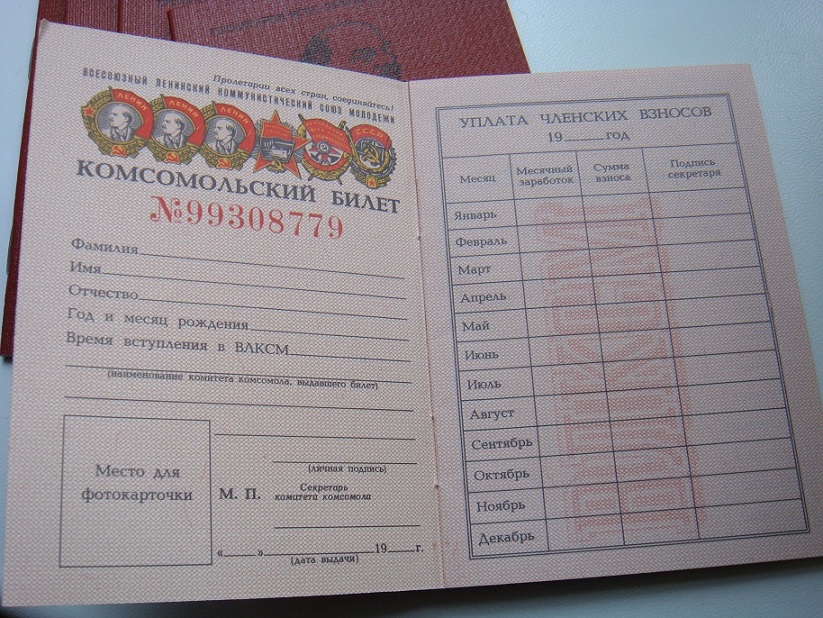 Пролетарии всех стран, соединяйтесь!
ВСЕСОЮЗНЫЙ ЛЕНИНСКИЙ КОММУНИСТИЧЕСКИЙ СОЮЗ МОЛОДЕЖИ
ЛЕНИН ЛЕНИН ЛЕНИН СССР
КОМСОМОЛЬСКИЙ БИЛЕТ
№99308779
Фамилия
Имя
Отчество
Год и месяц рождения
Время вступления в ВЛКСМ
(наименование комитета комсомола, выдавшего билет)
Место для
фотокарточки
(личная подпись)
М. П.
Секретарь
комитета комсомола
« » 19 г.
(дата выдачи)
УПЛАТА ЧЛЕНСКИХ ВЗНОСОВ
19 год
Месяц
Месячный
заработок
Сумма
взноса
Подпись
секретаря
Январь
Февраль
Март
Апрель
Май
Июнь
Июль
Август
Сентябрь
Октябрь
Ноябрь
Декабрь